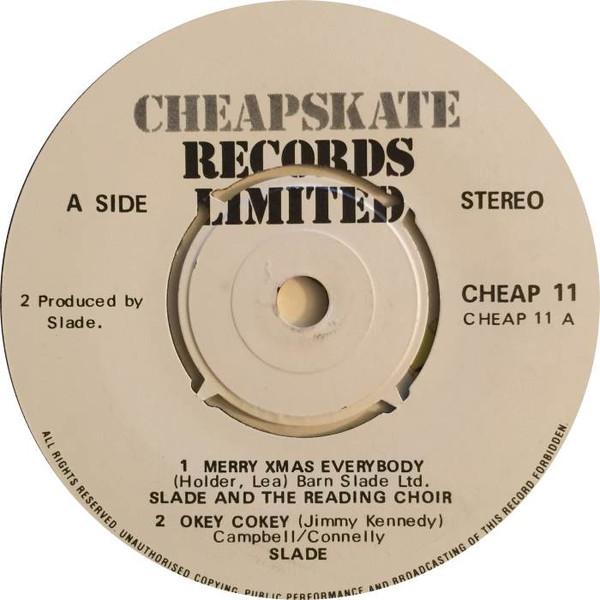 CHEAPSKATE
RECORDS
LIMITED
A SIDE
STEREO
2 Produced by
Slade.
CHEAP 11
CHEAP 11 A
1 MERRY XMAS EVERYBODY
(Holder, Lea) Barn Slade Ltd.
SLADE AND THE READING CHOIR
2 OKEY COKEY (Jimmy Kennedy)
Campbell/Connelly
SLADE
ALL RIGHTS RESERVED. UNAUTHORISED COPYING, PUBLIC PERFORMANCE AND BROADCASTING OF THIS RECORD FORBIDDEN.